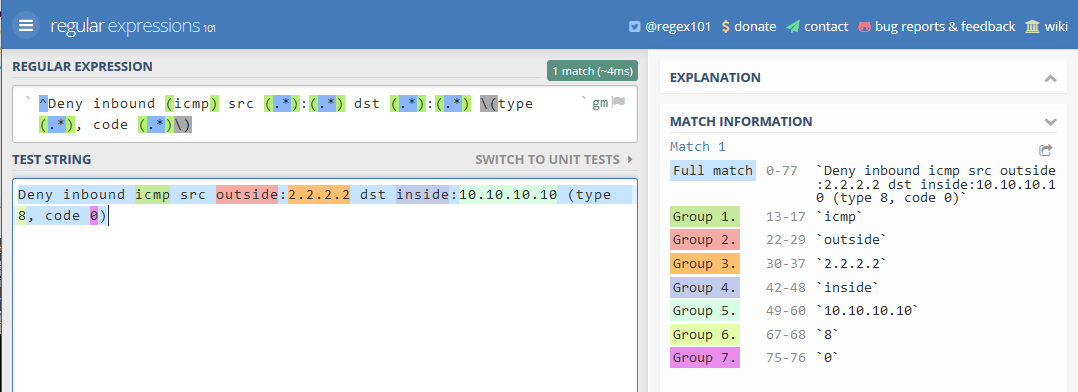 regular expressions 101
@regex101 donate contact bug reports & feedback wiki
REGULAR EXPRESSION
1 match (~4ms)
` ^Deny inbound (icmp) src (.*):(.*) dst (.*):(.*) \(type ` gm
(.*), code (.*)\)
TEST STRING
SWITCH TO UNIT TESTS
Deny inbound icmp src outside:2.2.2.2 dst inside:10.10.10.10 (type
8, code 0)
EXPLANATION
MATCH INFORMATION
Match 1
Full match 0-77 `Deny inbound icmp src outside
:2.2.2.2 dst inside:10.10.10.1
0 (type 8, code 0)`
Group 1. 13-17 `icmp`
Group 2. 22-29 `outside`
Group 3. 30-37 `2.2.2.2`
Group 4. 42-48 `inside`
Group 5. 49-60 `10.10.10.10`
Group 6. 67-68 `8`
Group 7. 75-76 `0`